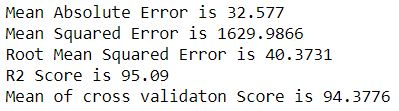 Mean Absolute Error is 32.577
Mean Squared Error is 1629.9866
Root Mean Squared Error is 40.3731
R2 Score is 95.09
Mean of cross validaton Score is 94.3776